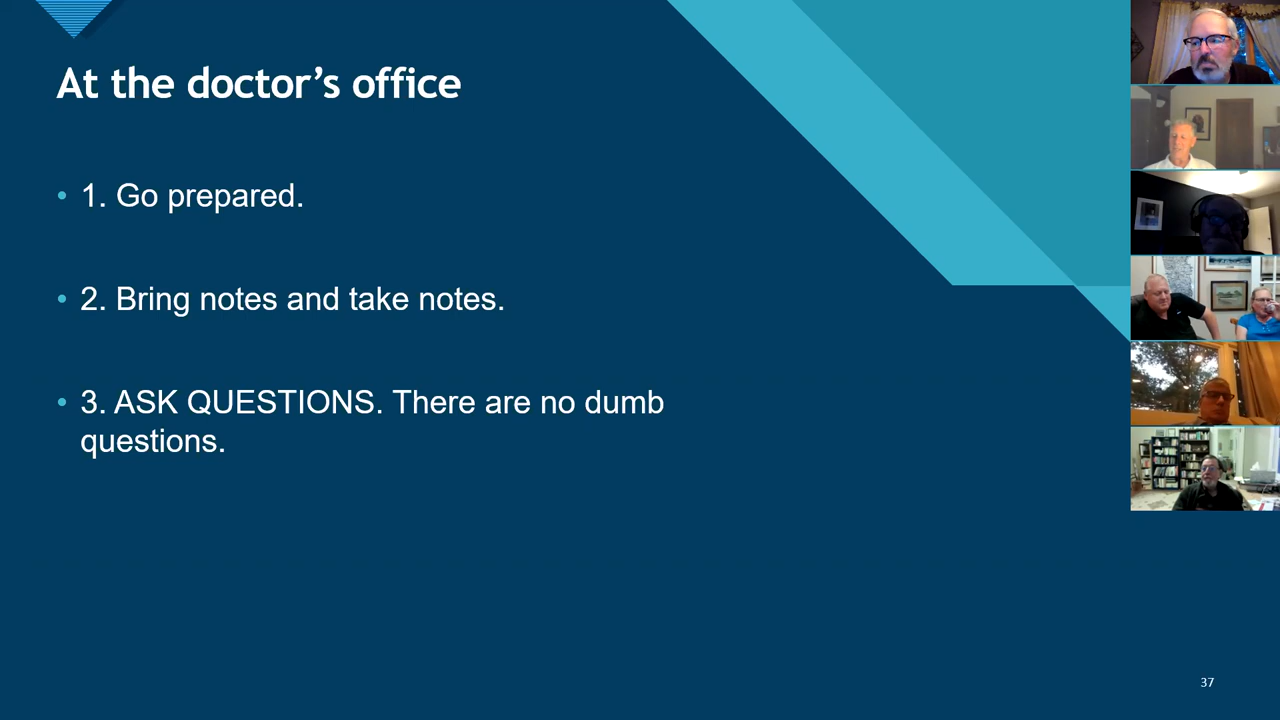 At the doctor’s office
• 1. Go prepared.
• 2. Bring notes and take notes.
• 3. ASK QUESTIONS. There are no dumb
questions.
37